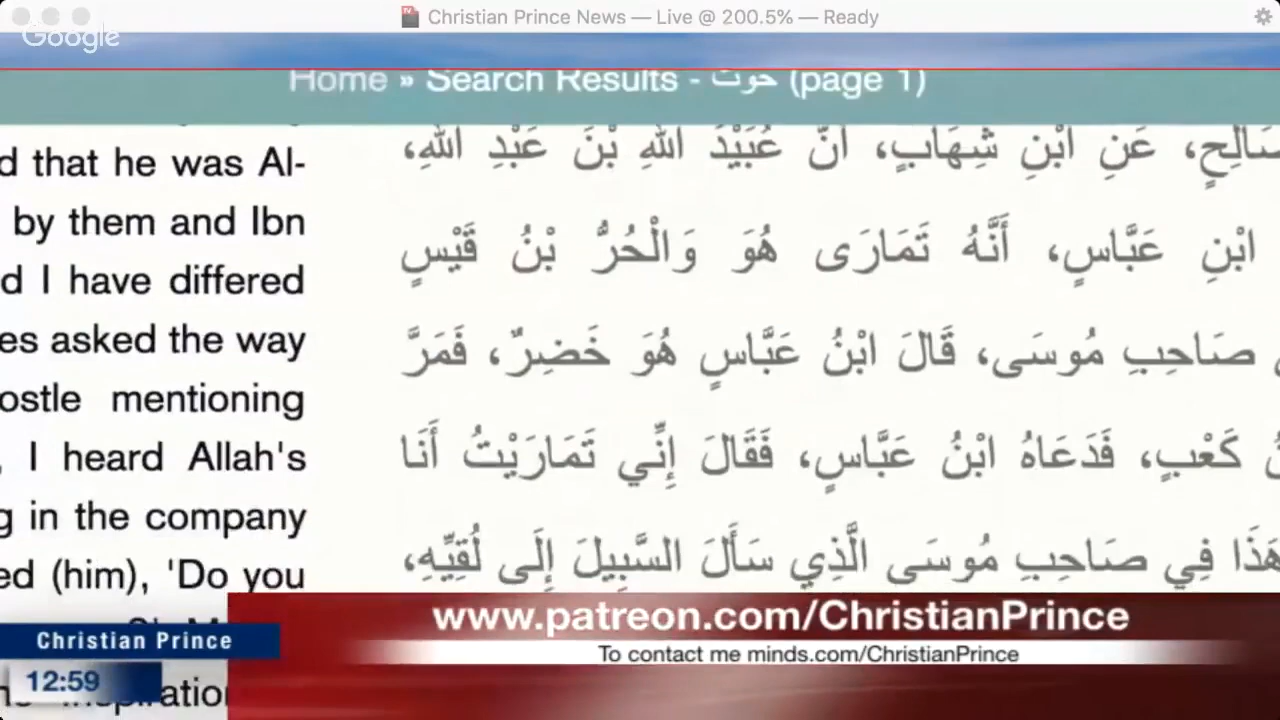 Christian Prince News — Live @ 200.5% — Ready
Google
Home » Search Results - حوت (page 1)
d that he was Al-
by them and Ibn
d I have differed
es asked the way
ostle mentioning
, I heard Allah's
g in the company
ed (him), 'Do you
صَالِحٍ، عَنِ ابْنِ شِهَابٍ، أَنَّ عُبَيْدَ اللهِ بْنَ عَبْدِ اللهِ،
ابْنِ عَبَّاسٍ، أَنَّهُ تَمَارَى هُوَ وَالْحُرُّ بْنُ قَيْسٍ
صَاحِبِ مُوسَى، قَالَ ابْنُ عَبَّاسٍ هُوَ خَضِرٌ، فَمَرَّ
كَعْبٍ، فَدَعَاهُ ابْنُ عَبَّاسٍ، فَقَالَ إِنِّي تَمَارَيْتُ أَنَا
هَذَا فِي صَاحِبِ مُوسَى الَّذِي سَأَلَ السَّبِيلَ إِلَى لُقِيِّهِ،
www.patreon.com/ChristianPrince
To contact me minds.com/ChristianPrince
Christian Prince
12:59